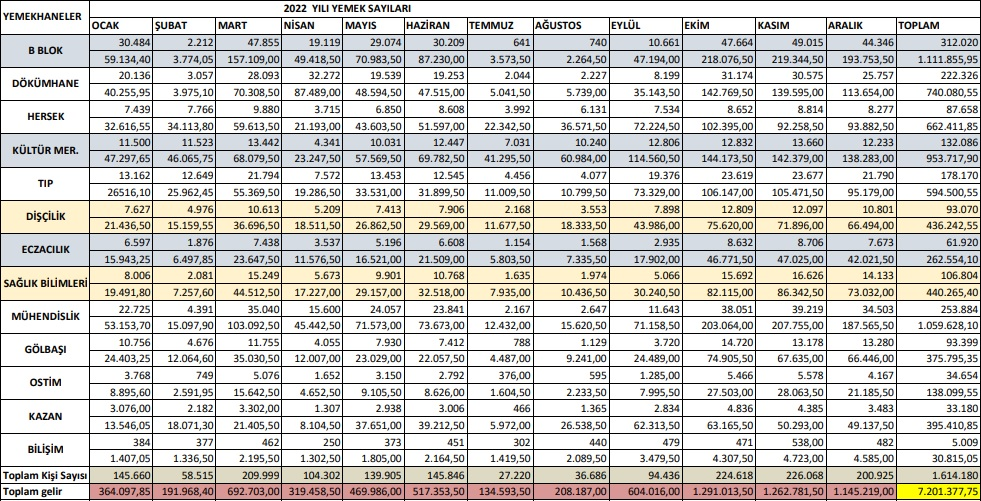 YEMEKHANELER 2022 YILI YEMEK SAYILARI
OCAK ŞUBAT MART NİSAN MAYIS HAZİRAN TEMMUZ AĞUSTOS EYLÜL EKİM KASIM ARALIK TOPLAM
B BLOK 30.484 2.212 47.855 19.119 29.074 30.209 641 740 10.661 47.664 49.015 44.346 312.020
59.134,40 3.774,05 157.109,00 49.418,50 70.983,50 87.230,00 3.573,50 2.264,50 47.194,00 218.076,50 219.344,50 193.753,50 1.111.855,95
DÖKÜMHANE 20.136 3.057 28.093 32.272 19.539 19.253 2.044 2.227 8.199 31.174 30.575 25.757 222.326
40.255,95 3.975,10 70.308,50 87.489,00 48.594,50 47.515,00 5.041,50 5.739,00 35.143,50 142.769,50 139.595,00 113.654,00 740.080,55
HERSEK 7.439 7.766 9.880 3.715 6.850 8.608 3.992 6.131 7.534 8.652 8.814 8.277 87.658
32.616,55 34.113,80 59.613,50 21.193,00 43.603,50 51.597,00 22.342,50 36.571,50 72.224,50 102.395,00 92.258,50 93.882,50 662.411,85
KÜLTÜR MER. 11.500 11.523 13.442 4.341 10.031 12.447 7.031 10.240 12.806 12.832 13.660 12.233 132.086
47.297,65 46.065,75 68.079,50 23.247,50 57.569,50 69.782,50 41.295,50 60.984,00 114.560,50 144.173,50 142.379,00 138.283,00 953.717,90
TIP 13.162 12.649 21.794 7.572 13.453 12.545 4.456 4.077 19.376 23.619 23.677 21.790 178.170
26516,10 25.962,45 55.369,50 19.286,50 33.531,00 31.899,50 11.009,50 10.799,50 73.329,00 106.147,00 105.471,50 95.179,00 594.500,55
DİŞÇİLİK 7.627 4.976 10.613 5.209 7.413 7.906 2.168 3.553 7.898 12.809 12.097 10.801 93.070
21.436,50 15.159,55 36.696,50 18.511,50 26.862,50 29.569,00 11.677,50 18.333,50 43.986,00 75.620,00 71.896,00 66.494,00 436.242,55
ECZACILIK 6.597 1.876 7.438 3.537 5.196 6.608 1.154 1.568 2.935 8.632 8.706 7.673 61.920
15.943,25 6.497,85 23.647,50 11.576,50 16.521,00 21.509,00 5.803,50 7.335,50 17.902,00 46.771,50 47.025,00 42.021,50 262.554,10
SAĞLIK BİLİMLERİ 8.006 2.081 15.249 5.673 9.901 10.768 1.635 1.974 5.066 15.692 16.626 14.133 106.804
19.491,80 7.257,60 44.512,50 17.227,00 29.157,00 32.518,00 7.935,00 10.436,50 30.240,50 82.115,00 86.342,50 73.032,00 440.265,40
MÜHENDİSLİK 22.725 4.391 35.040 15.600 24.057 23.841 2.167 2.647 11.643 38.051 39.219 34.503 253.884
53.153,70 15.097,90 103.092,50 45.442,50 71.573,00 73.673,00 12.432,00 15.620,50 71.158,50 203.064,00 207.755,00 187.565,50 1.059.628,10
GÖLBAŞI 10.756 4.676 11.755 4.055 7.930 7.412 788 1.129 3.720 14.720 13.178 13.280 93.399
24.403,25 12.064,60 35.030,50 12.007,00 23.029,00 22.057,50 4.487,00 9.241,00 24.489,00 74.905,50 67.635,00 66.446,00 375.795,35
OSTİM 3.768 749 5.076 1.652 3.150 2.792 376,00 595 1.285,00 5.466 5.578 4.167 34.654
8.895,60 2.591,95 15.642,50 4.652,50 9.105,50 8.626,00 1.604,50 2.233,50 7.995,50 27.503,00 28.063,50 21.185,50 138.099,55
KAZAN 3.076,00 2.182 3.302,00 1.307 2.938 3.006 466 1.365 2.834 4.836 4.385 3.483 33.180
13.546,05 18.071,30 21.405,50 8.104,50 37.651,00 39.212,50 5.972,00 26.538,50 62.313,50 63.165,50 50.293,00 49.137,50 395.410,85
BİLİŞİM 384 377 462 250 373 451 302 440 479 471 538,00 482 5.009
1.407,05 1.336,50 2.195,50 1.302,50 1.805,00 2.164,50 1.419,50 2.089,50 3.479,50 4.307,50 4.723,00 4.585,00 30.815,05
Toplam Kişi Sayısı 145.660 58.515 209.999 104.302 139.905 145.846 27.220 36.686 94.436 224.618 226.068 200.925 1.614.180
Toplam gelir 364.097,85 191.968,40 692.703,00 319.458,50 469.986,00 517.353,50 134.593,50 208.187,00 604.016,00 1.291.013,50 1.262.781,50 1.145.219,00 7.201.377,75